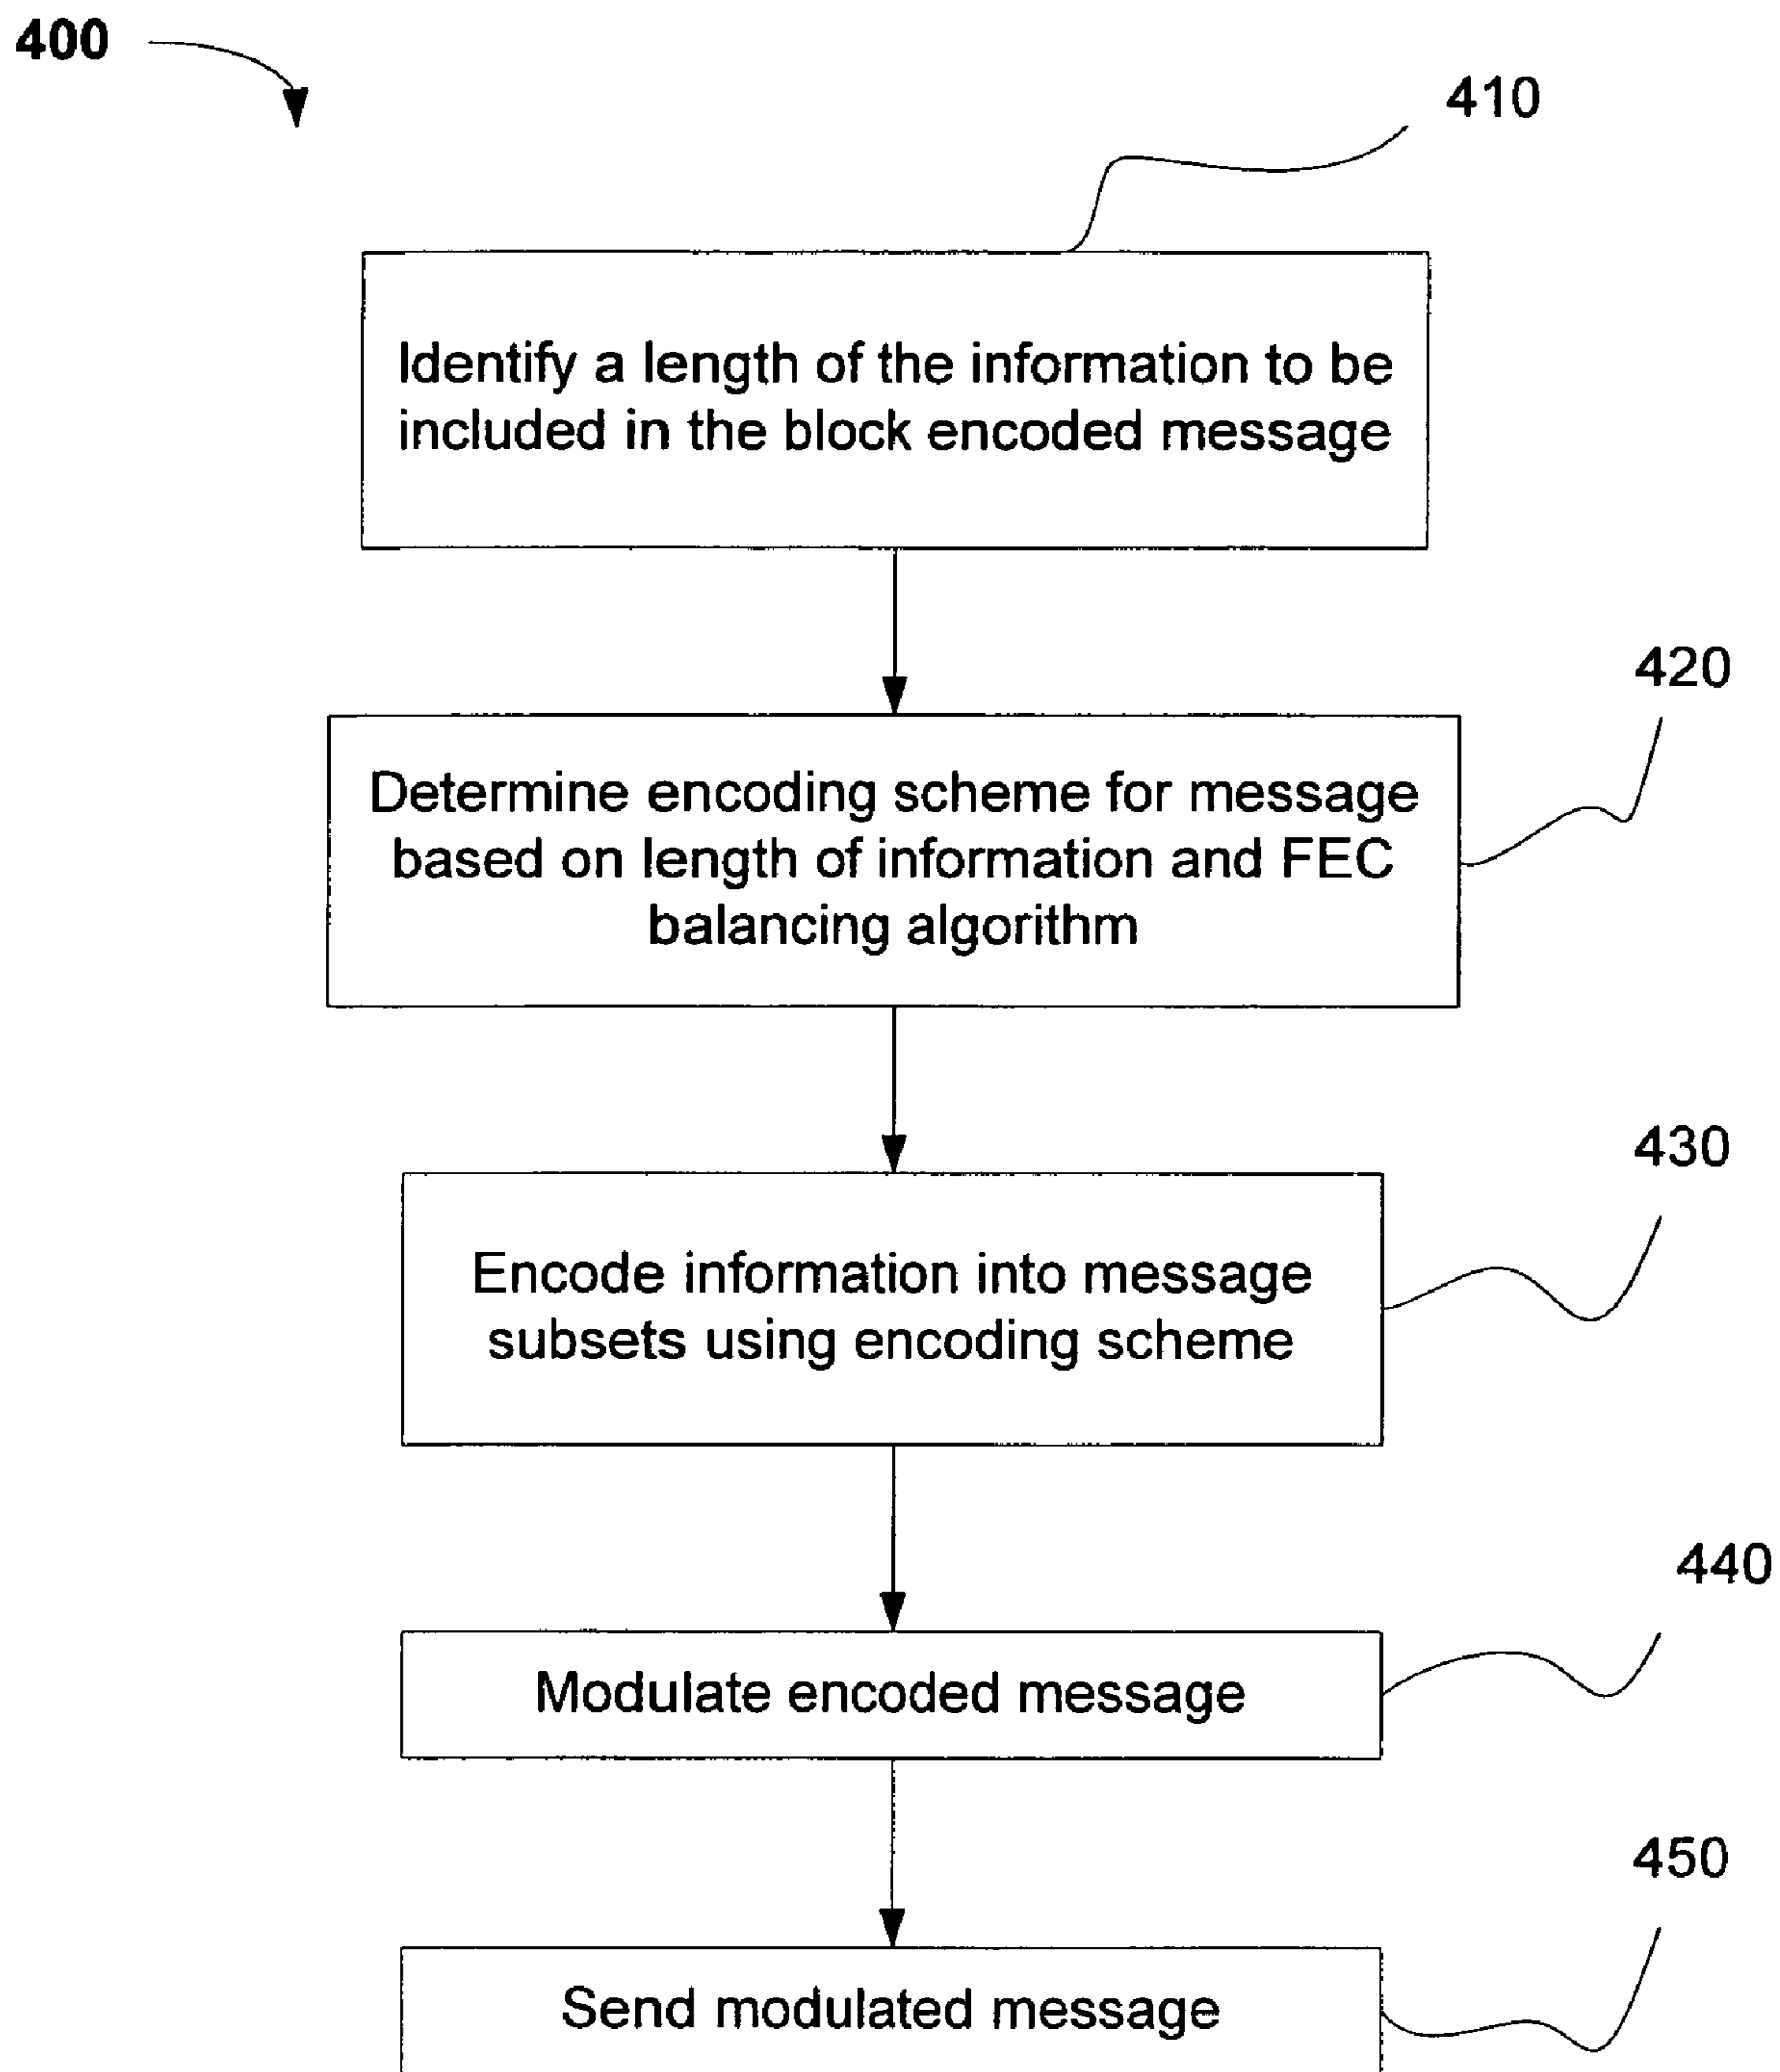 400
410
Identify a length of the information to be
included in the block encoded message
420
Determine encoding scheme for message
based on length of information and FEC
balancing algorithm
430
Encode information into message
subsets using encoding scheme
440
Modulate encoded message
450
Send modulated message